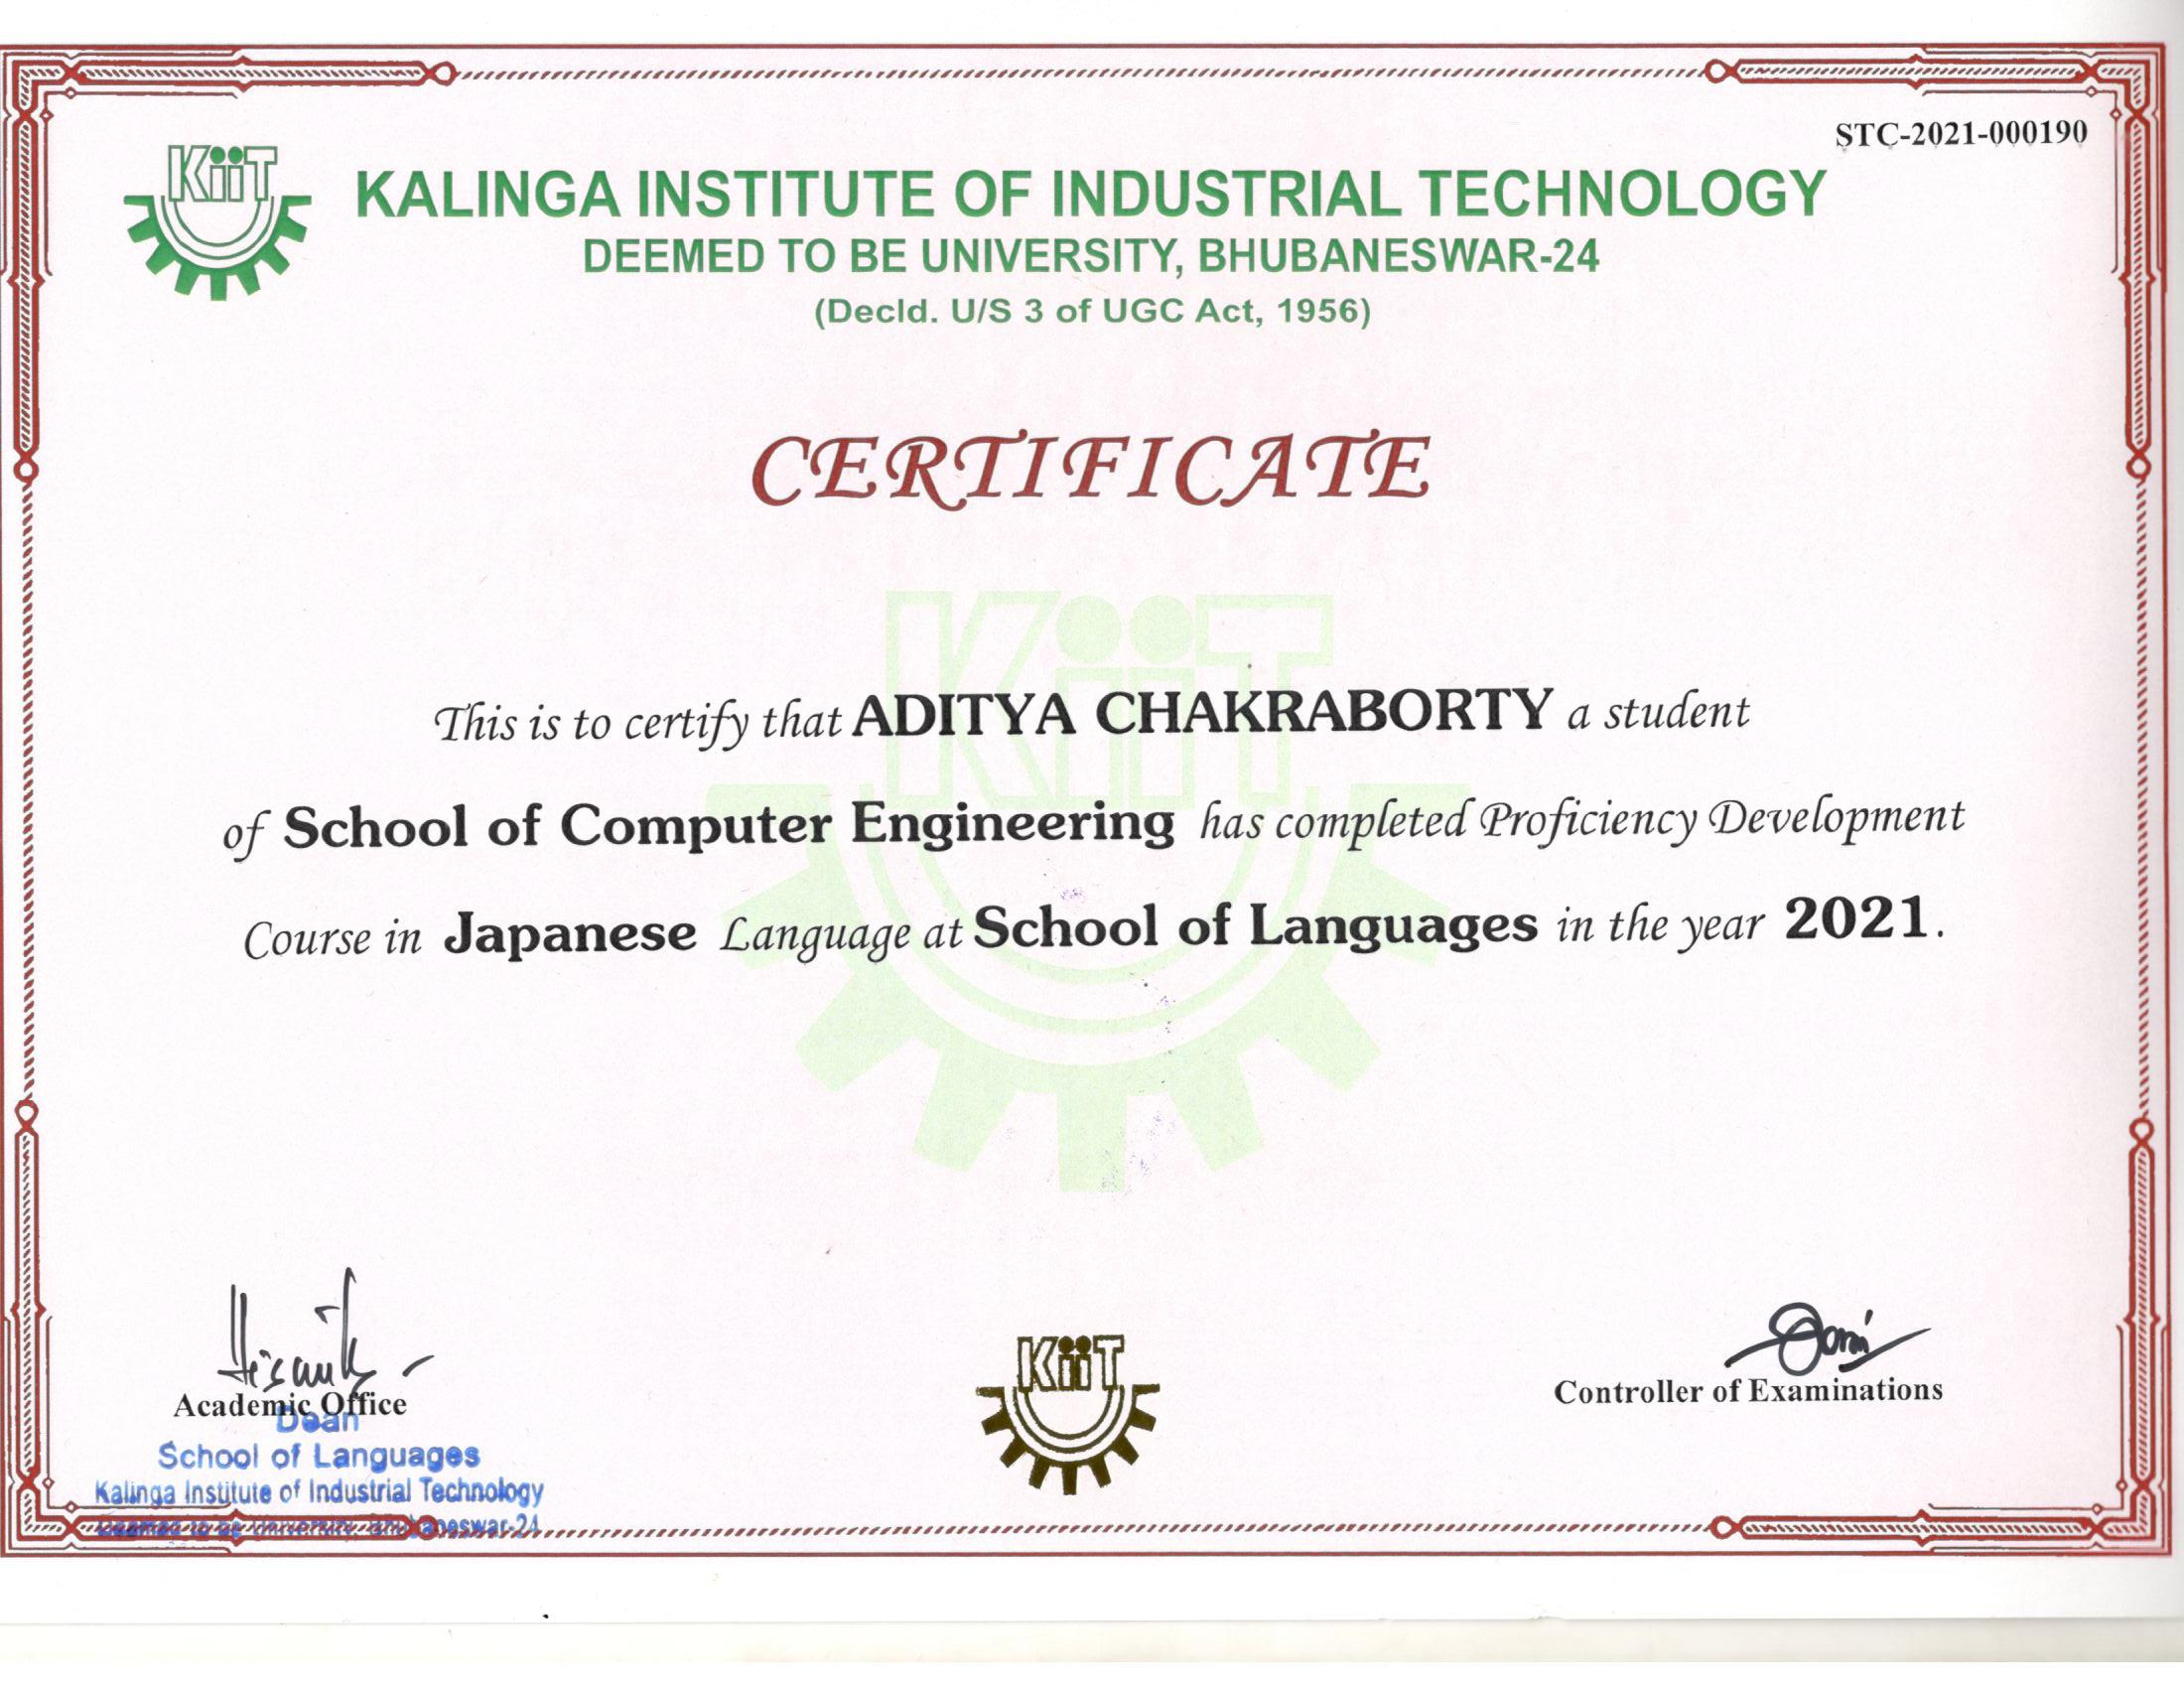 STC-2021-000190
KiiT
KALINGA INSTITUTE OF INDUSTRIAL TECHNOLOGY
DEEMED TO BE UNIVERSITY, BHUBANESWAR-24
(Decld. U/S 3 of UGC Act, 1956)
CERTIFICATE
KiiT
This is to certify that ADITYA CHAKRABORTY a student
of School of Computer Engineering has completed Proficiency Development
Course in Japanese Language at School of Languages in the year 2021.
Academic Office
Dean
School of Languages
Kalinga Institute of Industrial Technology
Deemed to be University, Bhubaneswar-24
KiiT
Controller of Examinations